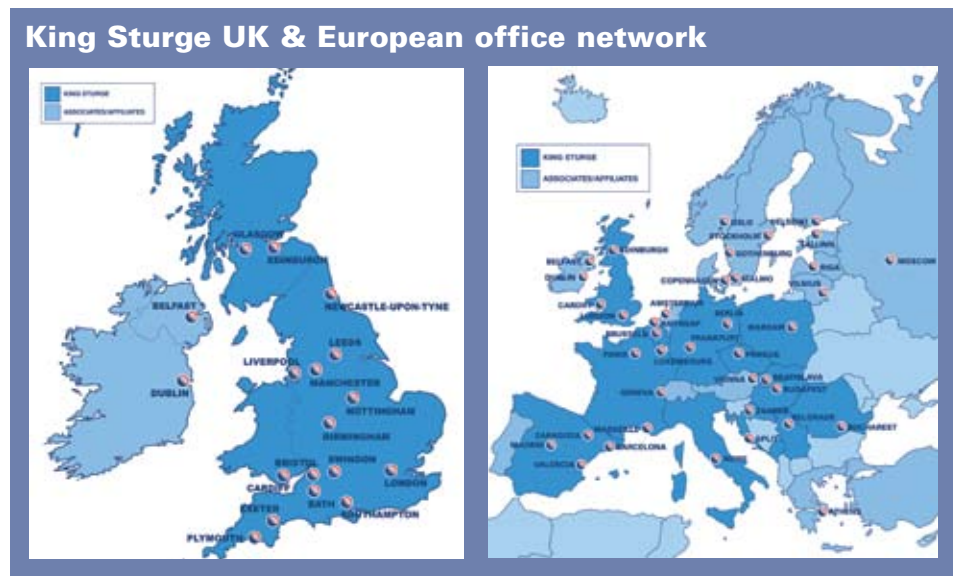 King Sturge UK & European office network
KING STURGE
ASSOCIATES/AFFILIATES
GLASGOW
EDINBURGH
NEWCASTLE-UPON-TYNE
BELFAST
LEEDS
LIVERPOOL
MANCHESTER
DUBLIN
NOTTINGHAM
BIRMINGHAM
BRISTOL
SWINDON
CARDIFF
LONDON
BATH
SOUTHAMPTON
EXETER
PLYMOUTH
KING STURGE
ASSOCIATES/AFFILIATES
OSLO
HELSINKI
STOCKHOLM
TALLINN
EDINBURGH
GOTHENBURG
BELFAST
MOSCOW
RIGA
DUBLIN
COPENHAGEN
MALMO
VILNIUS
CARDIFF
AMSTERDAM
LONDON
BERLIN
ANTWERP
WARSAW
BRUSSELS
FRANKFURT
PARIS
LUXEMBOURG
PRAGUE
VIENNA
BRATISLAVA
BUDAPEST
GENEVA
ZAGREB
BELGRADE
MARSEILLE
BUCHAREST
ZARAGOZA
SPLIT
MADRID
BARCELONA
ROME
VALENCIA
ATHENS